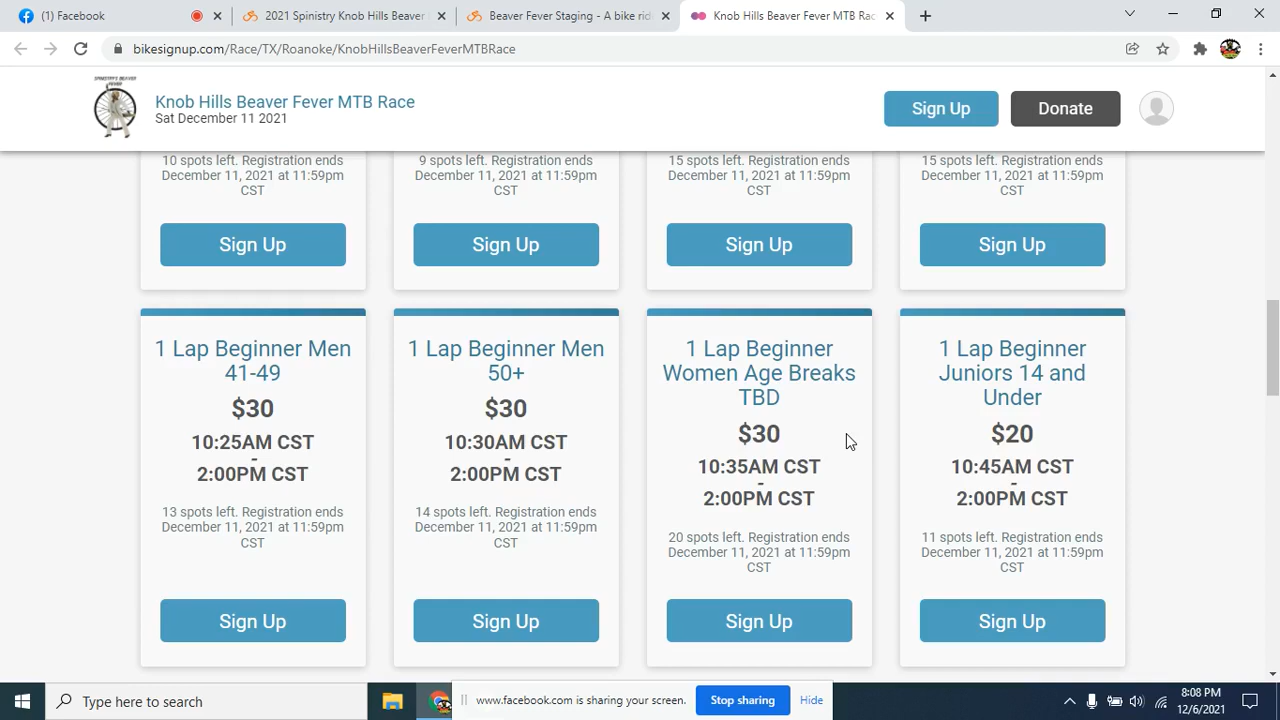 Facebook
2021 Spinistry Knob Hills Beaver
Beaver Fever Staging - A bike rid
Knob Hills Beaver Fever MTB Rac
bikesignup.com/Race/TX/Roanoke/KnobHillsBeaverFeverMTBRace
SPINISTRY'S BEAVER
FEVER
Knob Hills Beaver Fever MTB Race
Sat December 11 2021
Sign Up
Donate
10 spots left. Registration ends
December 11, 2021 at 11:59pm
CST
Sign Up
9 spots left. Registration ends
December 11, 2021 at 11:59pm
CST
Sign Up
15 spots left. Registration ends
December 11, 2021 at 11:59pm
CST
Sign Up
15 spots left. Registration ends
December 11, 2021 at 11:59pm
CST
Sign Up
1 Lap Beginner Men
41-49
$30
10:25AM CST
-
2:00PM CST
13 spots left. Registration ends
December 11, 2021 at 11:59pm
CST
Sign Up
1 Lap Beginner Men
50+
$30
10:30AM CST
-
2:00PM CST
14 spots left. Registration ends
December 11, 2021 at 11:59pm
CST
Sign Up
1 Lap Beginner
Women Age Breaks
TBD
$30
10:35AM CST
-
2:00PM CST
20 spots left. Registration ends
December 11, 2021 at 11:59pm
CST
Sign Up
1 Lap Beginner
Juniors 14 and
Under
$20
10:45AM CST
-
2:00PM CST
11 spots left. Registration ends
December 11, 2021 at 11:59pm
CST
Sign Up
Type here to search
www.facebook.com is sharing your screen.
Stop sharing
Hide
8:08 PM
12/6/2021